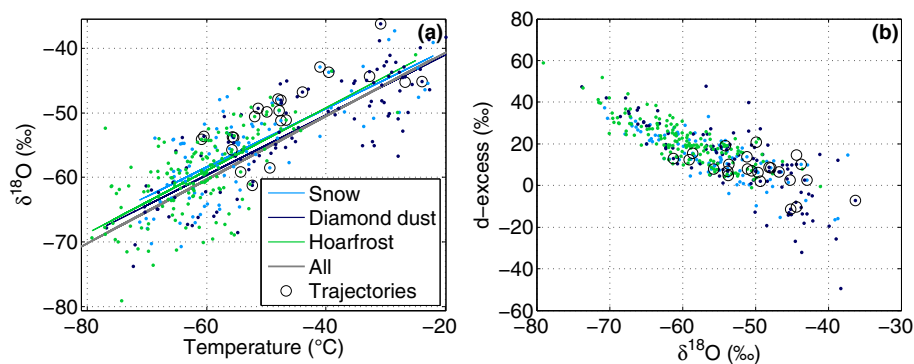 (a)
δ¹⁸O (‰)
−40
−50
−60
−70
−80
−80
−60
−40
−20
Temperature (°C)
Snow
Diamond dust
Hoarfrost
All
Trajectories
(b)
d−excess (‰)
80
60
40
20
0
−20
−40
−60
−80
−70
−60
−50
−40
−30
δ¹⁸O (‰)